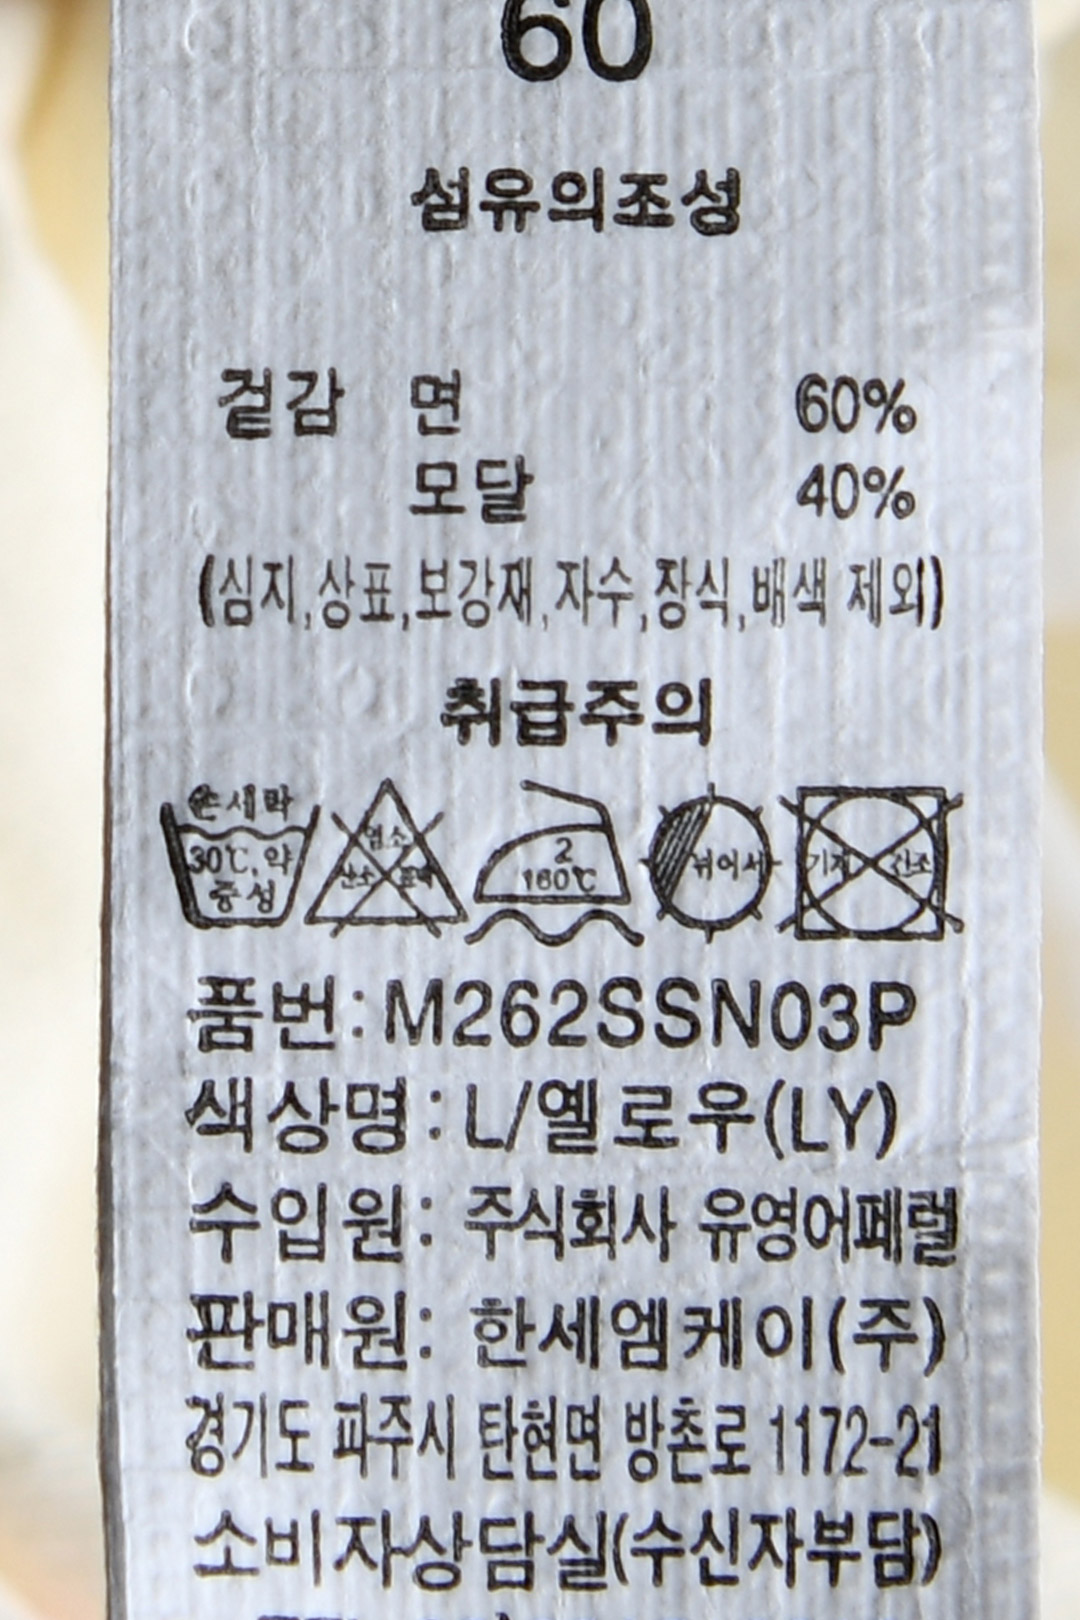 60
섬유의조성
겉감 면 60%
모달 40%
(심지,상표,보강재,자수,장식,배색 제외)
취급주의
손세탁
30℃.약
중성
염소
산소 표백
2
160℃
뉘어서
기계 건조
품번: M262SSN03P
색상명: L/옐로우(LY)
수입원: 주식회사 유영어페럴
판매원: 한세엠케이(주)
경기도 파주시 탄현면 방촌로 1172-21
소비자상담실(수신자부담)